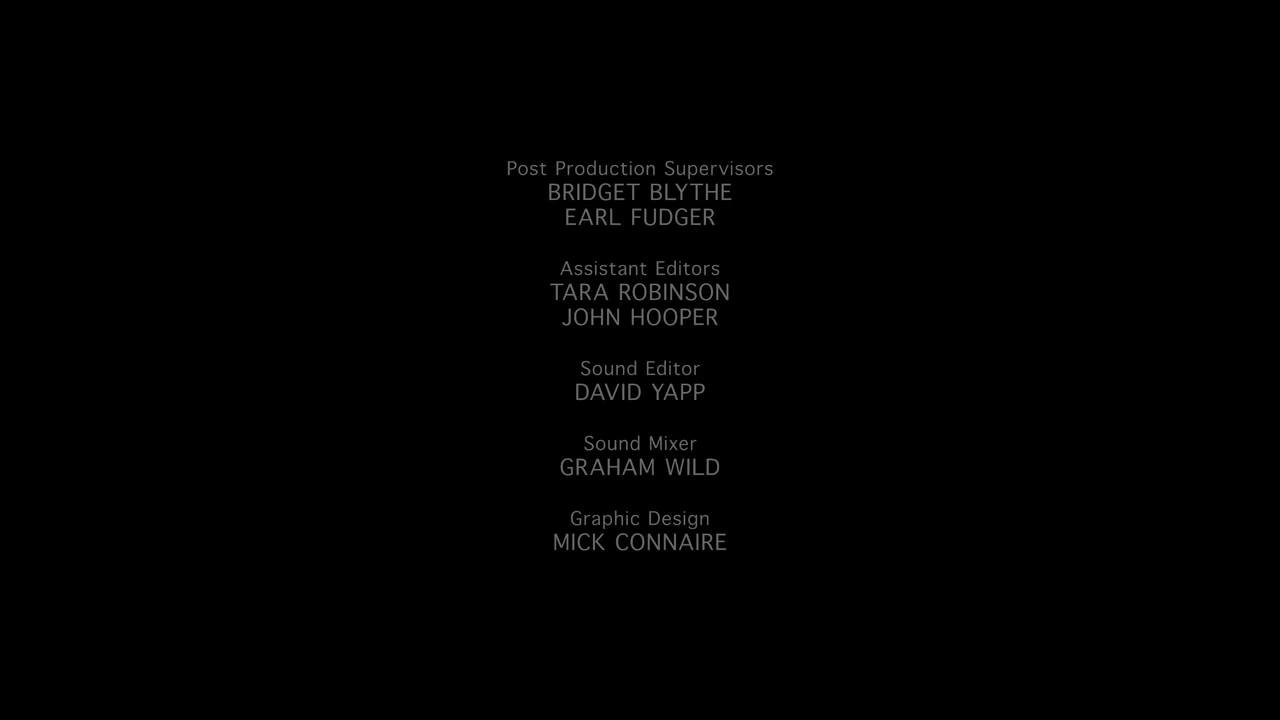 Post Production Supervisors
BRIDGET BLYTHE
EARL FUDGER
Assistant Editors
TARA ROBINSON
JOHN HOOPER
Sound Editor
DAVID YAPP
Sound Mixer
GRAHAM WILD
Graphic Design
MICK CONNAIRE